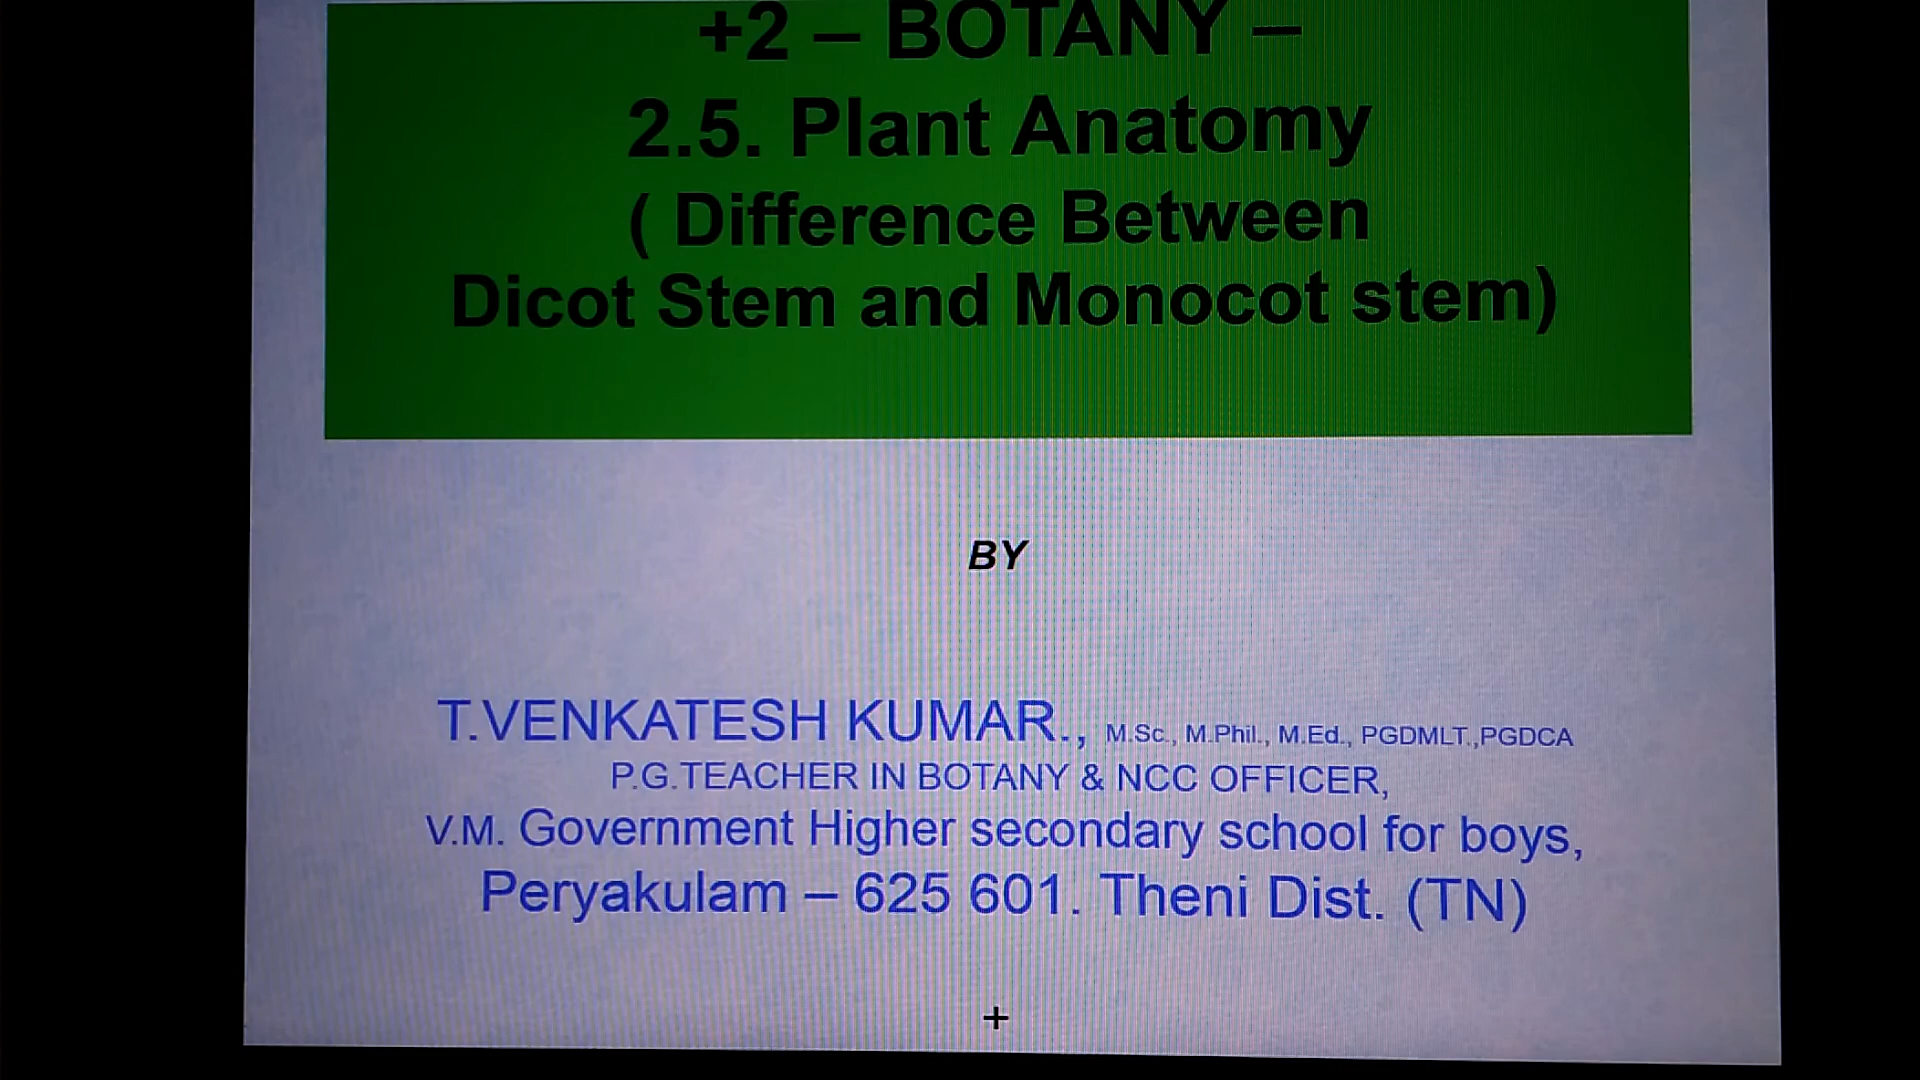 +2 – BOTANY –
2.5. Plant Anatomy
( Difference Between
Dicot Stem and Monocot stem)
BY
T.VENKATESH KUMAR., M.Sc., M.Phil., M.Ed., PGDMLT.,PGDCA
P.G.TEACHER IN BOTANY & NCC OFFICER,
V.M. Government Higher secondary school for boys,
Peryakulam – 625 601. Theni Dist. (TN)
+